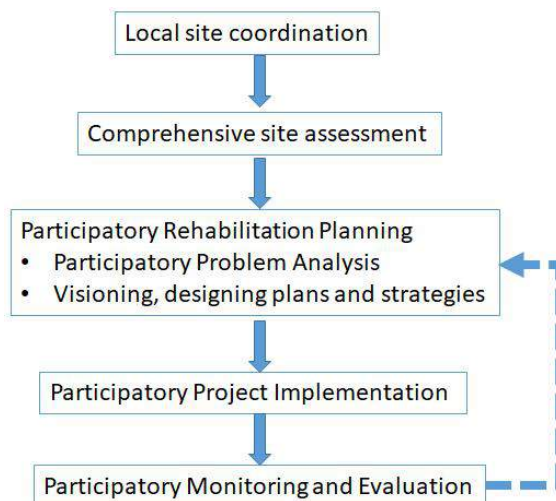 Local site coordination
Comprehensive site assessment
Participatory Rehabilitation Planning
• Participatory Problem Analysis
• Visioning, designing plans and strategies
Participatory Project Implementation
Participatory Monitoring and Evaluation